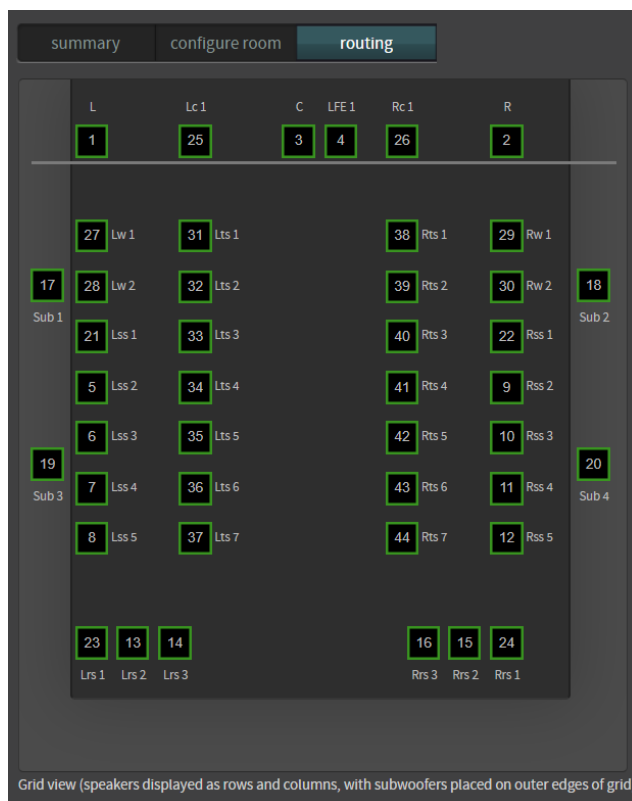 summary configure room routing
L Lc 1 C LFE 1 Rc 1 R
1 25 3 4 26 2
27 Lw 1 31 Lts 1 38 Rts 1 29 Rw 1
17 28 Lw 2 32 Lts 2 39 Rts 2 30 Rw 2 18
Sub 1 Sub 2
21 Lss 1 33 Lts 3 40 Rts 3 22 Rss 1
5 Lss 2 34 Lts 4 41 Rts 4 9 Rss 2
6 Lss 3 35 Lts 5 42 Rts 5 10 Rss 3
19 20
7 Lss 4 36 Lts 6 43 Rts 6 11 Rss 4
Sub 3 Sub 4
8 Lss 5 37 Lts 7 44 Rts 7 12 Rss 5
23 13 14 16 15 24
Lrs 1 Lrs 2 Lrs 3 Rrs 3 Rrs 2 Rrs 1
Grid view (speakers displayed as rows and columns, with subwoofers placed on outer edges of grid